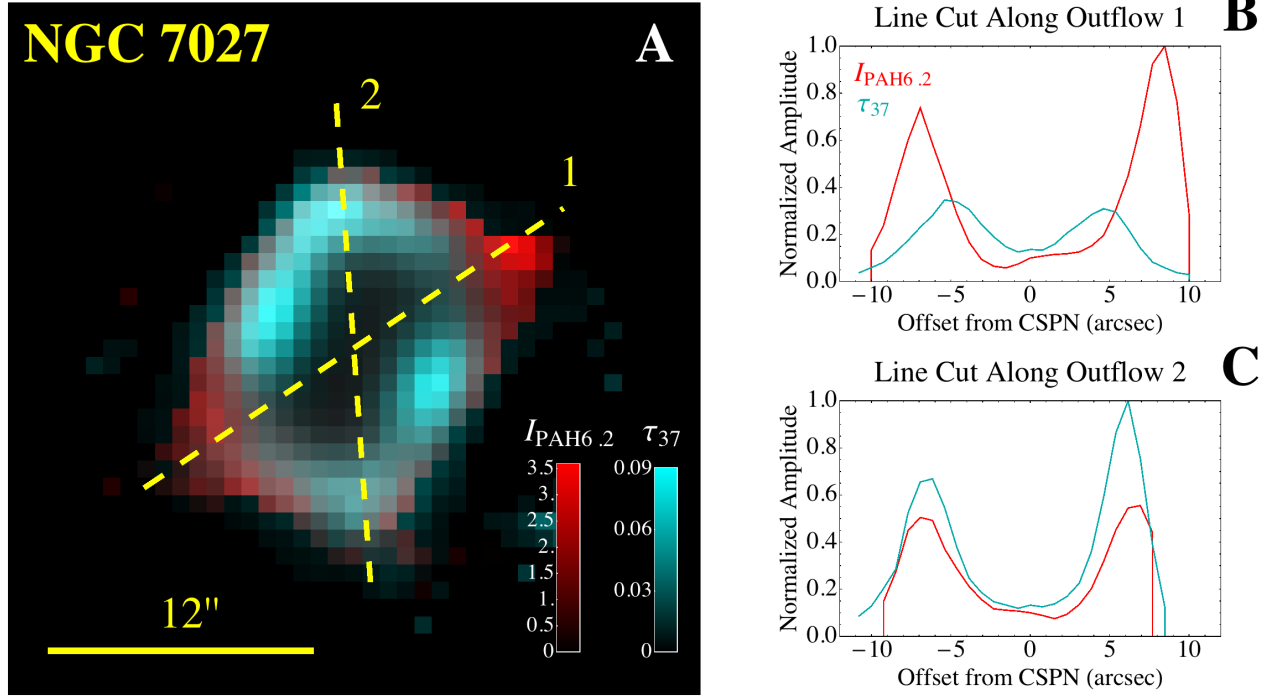 NGC 7027
A
2
1
I_PAH6 .2 τ_37
3.5
3.
2.5
2.
1.5
1.
0.5
0
0.09
0.06
0.03
0
12"
B
Line Cut Along Outflow 1
Normalized Amplitude
I_PAH6 .2
τ_37
1.0
0.8
0.6
0.4
0.2
0.0
−10 −5 0 5 10
Offset from CSPN (arcsec)
C
Line Cut Along Outflow 2
Normalized Amplitude
1.0
0.8
0.6
0.4
0.2
0.0
−10 −5 0 5 10
Offset from CSPN (arcsec)